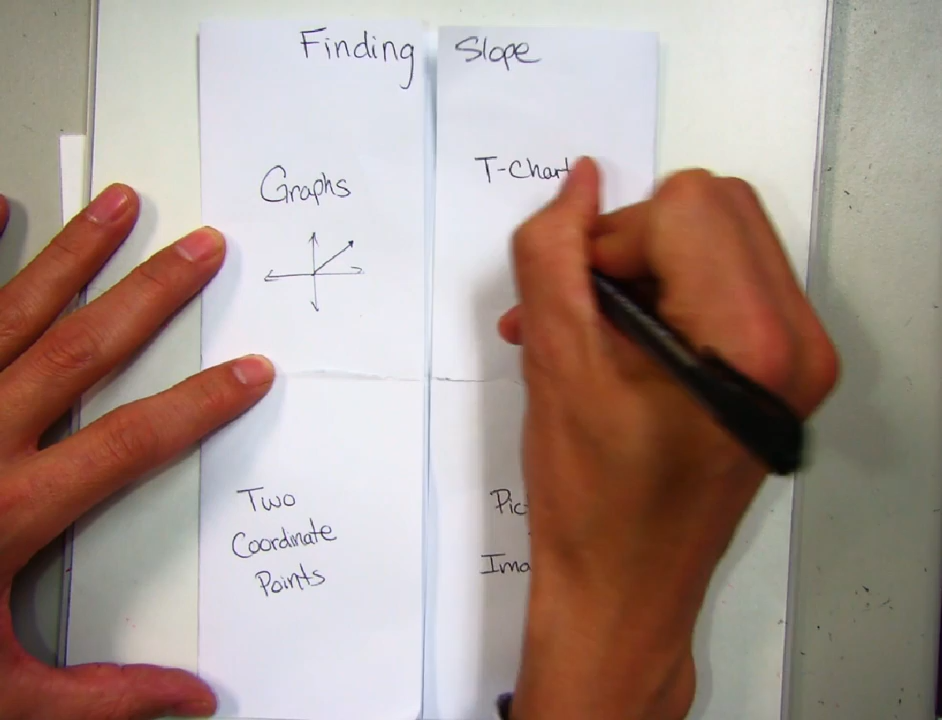 Finding Slope
Graphs
T-Chart
Two
Coordinate
Points